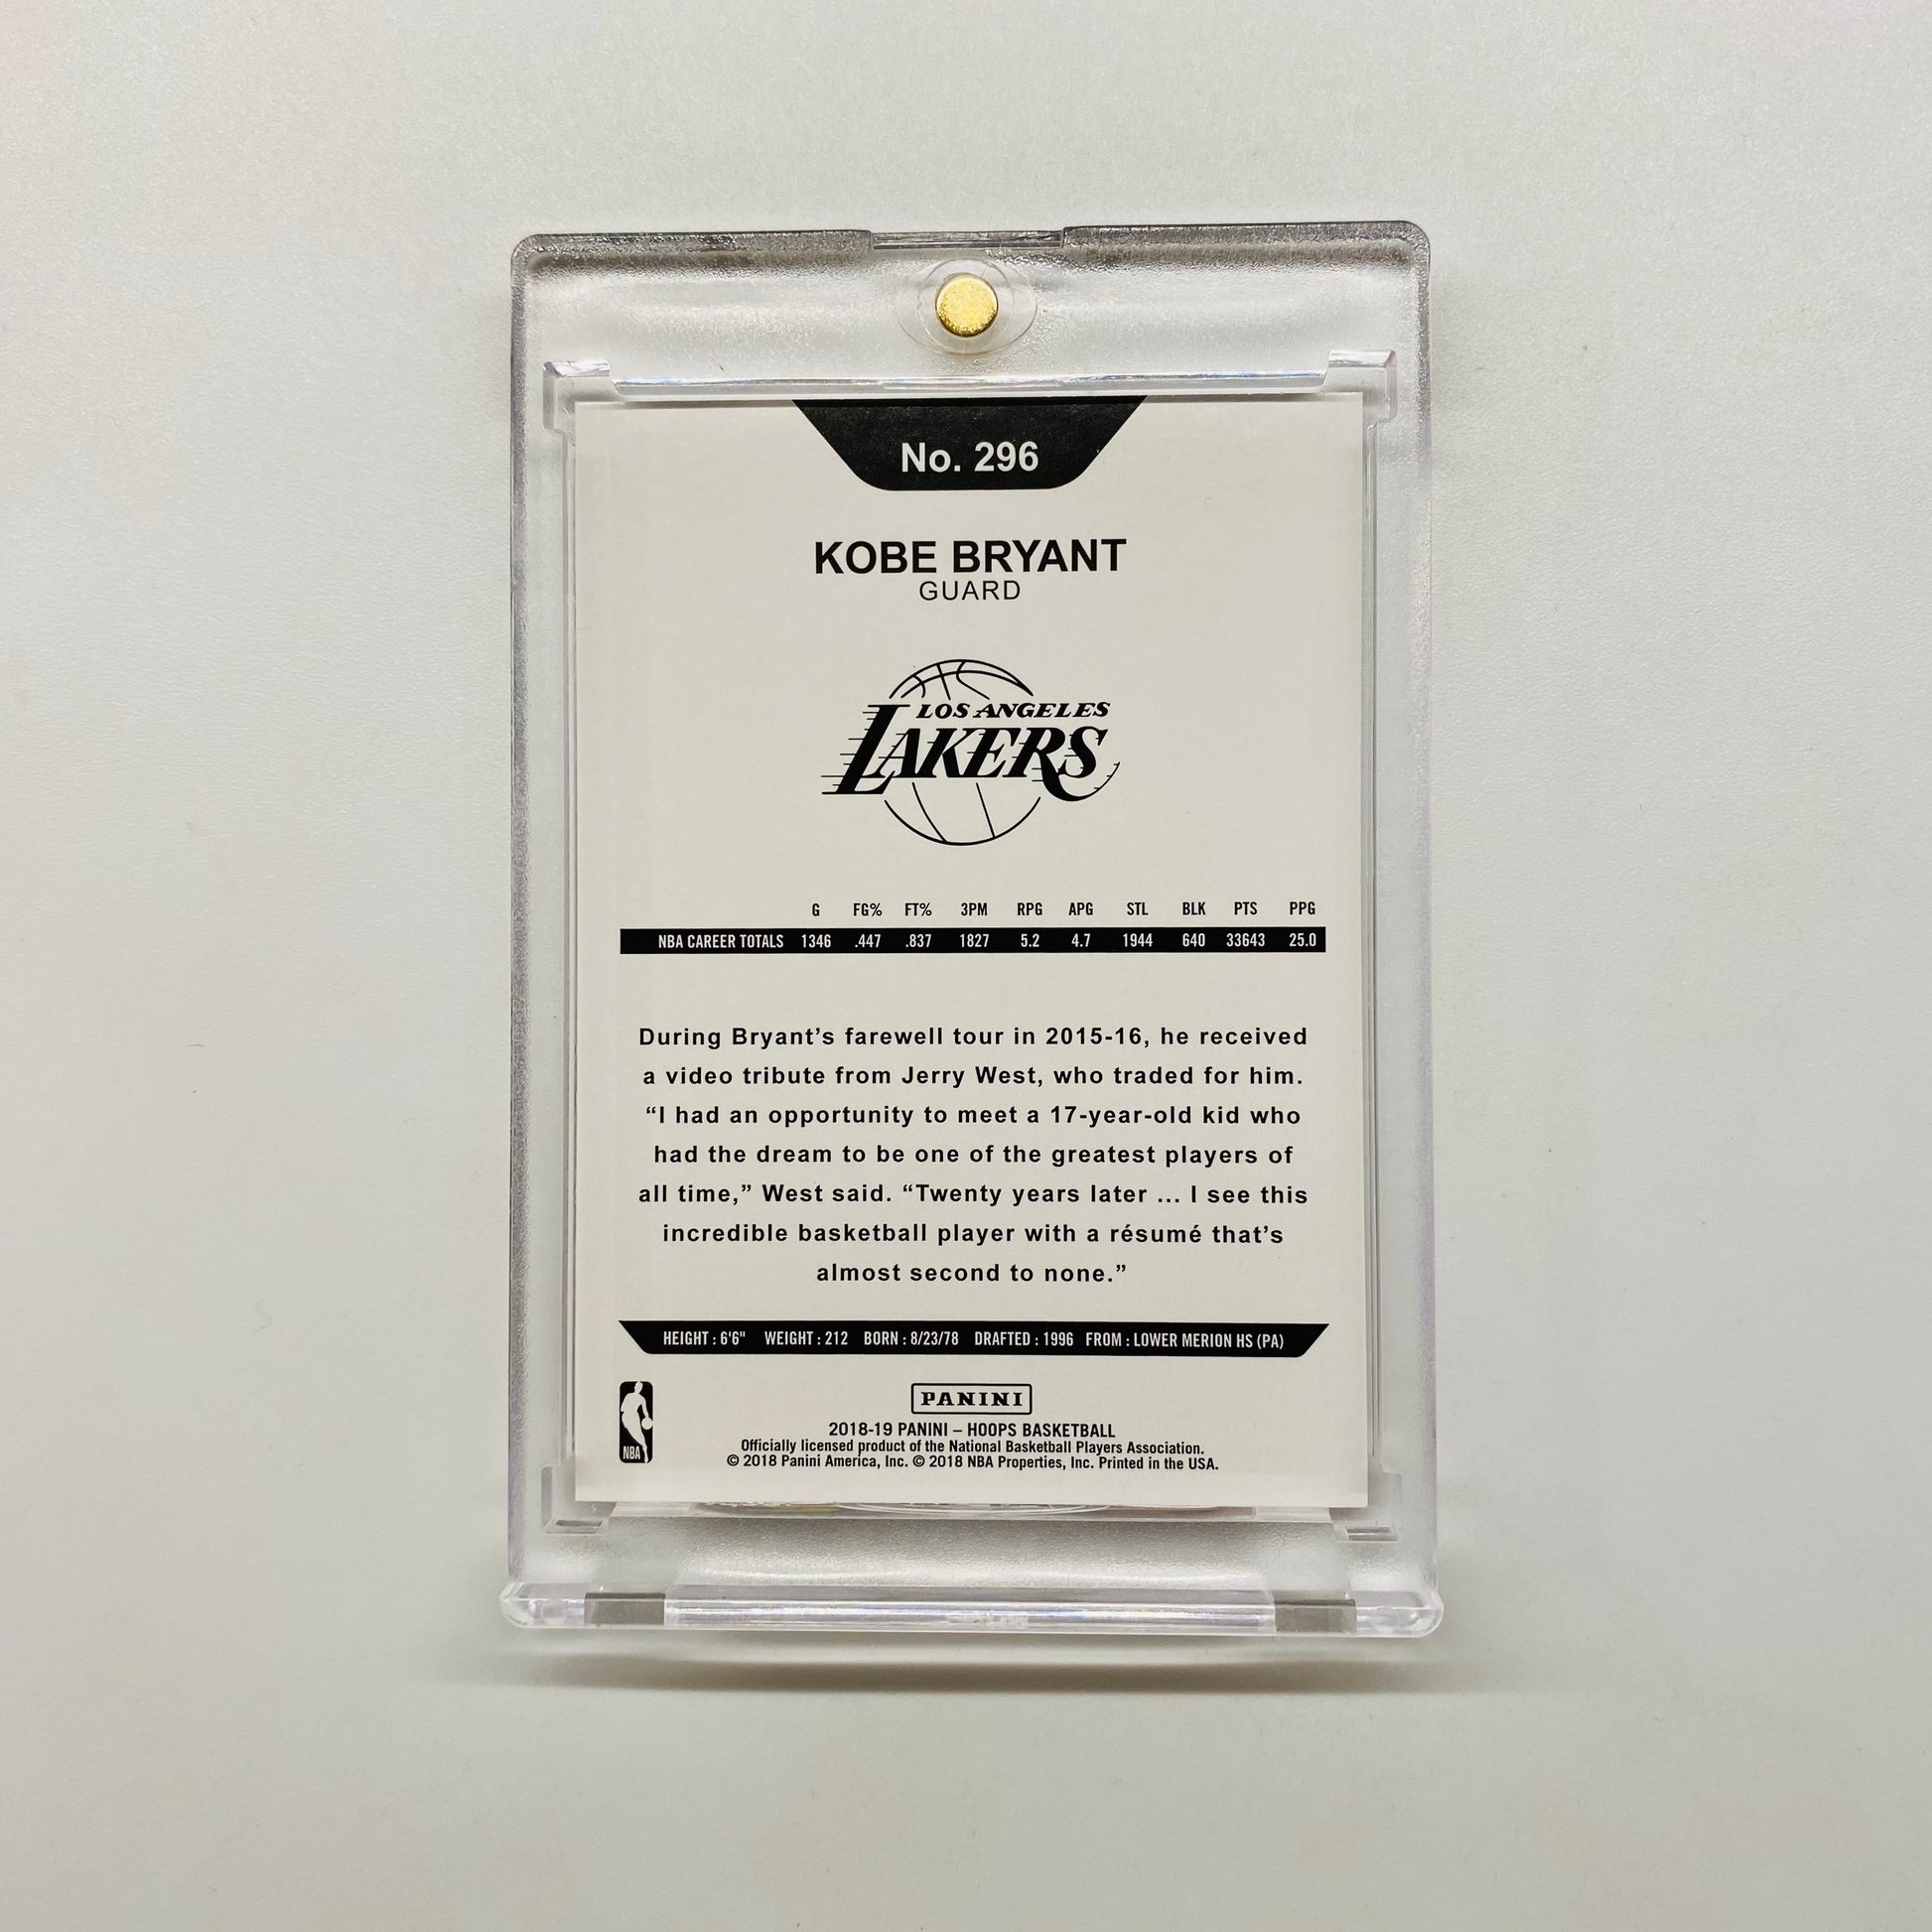 No. 296
KOBE BRYANT
GUARD
LOS ANGELES
LAKERS
G FG% FT% 3PM RPG APG STL BLK PTS PPG
NBA CAREER TOTALS 1346 .447 .837 1827 5.2 4.7 1944 640 33643 25.0
During Bryant’s farewell tour in 2015-16, he received
a video tribute from Jerry West, who traded for him.
“I had an opportunity to meet a 17-year-old kid who
had the dream to be one of the greatest players of
all time,” West said. “Twenty years later ... I see this
incredible basketball player with a résumé that’s
almost second to none.”
HEIGHT : 6'6" WEIGHT : 212 BORN : 8/23/78 DRAFTED : 1996 FROM : LOWER MERION HS (PA)
PANINI
2018-19 PANINI – HOOPS BASKETBALL
Officially licensed product of the National Basketball Players Association.
© 2018 Panini America, Inc. © 2018 NBA Properties, Inc. Printed in the USA.
NBA